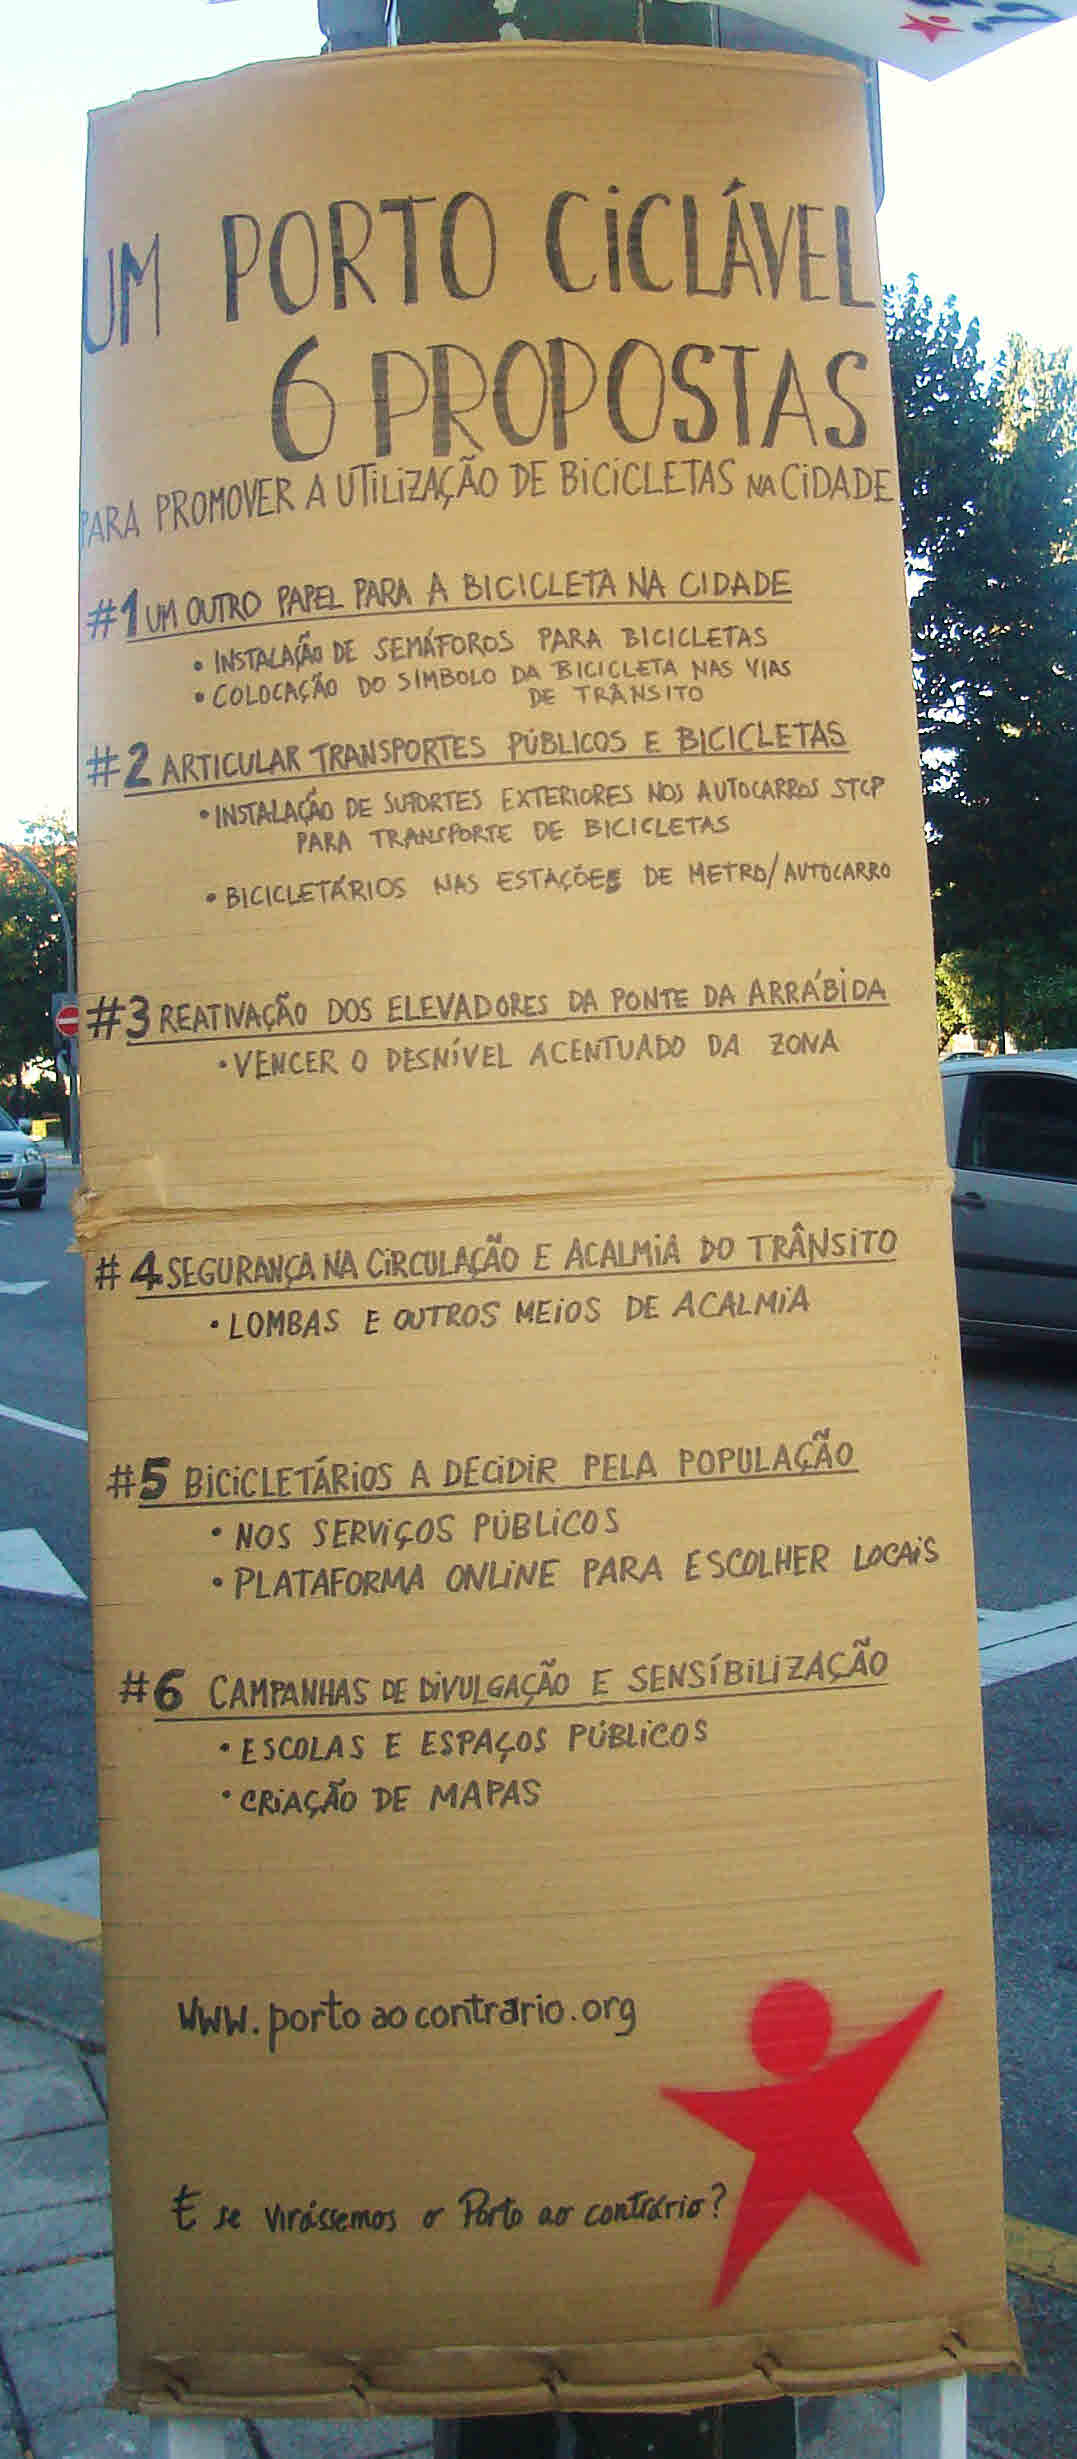 UM PORTO CICLÁVEL
6 PROPOSTAS
PARA PROMOVER A UTILIZAÇÃO DE BICICLETAS NA CIDADE
#1 UM OUTRO PAPEL PARA A BICICLETA NA CIDADE
• INSTALAÇÃO DE SEMÁFOROS PARA BICICLETAS
• COLOCAÇÃO DO SÍMBOLO DA BICICLETA NAS VIAS
DE TRÂNSITO
#2 ARTICULAR TRANSPORTES PÚBLICOS E BICICLETAS
• INSTALAÇÃO DE SUPORTES EXTERIORES NOS AUTOCARROS STCP
PARA TRANSPORTE DE BICICLETAS
• BICICLETÁRIOS NAS ESTAÇÕES DE METRO/AUTOCARRO
#3 REATIVAÇÃO DOS ELEVADORES DA PONTE DA ARRÁBIDA
• VENCER O DESNÍVEL ACENTUADO DA ZONA
#4 SEGURANÇA NA CIRCULAÇÃO E ACALMIA DO TRÂNSITO
• LOMBAS E OUTROS MEIOS DE ACALMIA
#5 BICICLETÁRIOS A DECIDIR PELA POPULAÇÃO
• NOS SERVIÇOS PÚBLICOS
• PLATAFORMA ONLINE PARA ESCOLHER LOCAIS
#6 CAMPANHAS DE DIVULGAÇÃO E SENSÍBILIZAÇÃO
• ESCOLAS E ESPAÇOS PÚBLICOS
• CRIAÇÃO DE MAPAS
www.porto ao contrario.org
E se virássemos o Porto ao contrário?